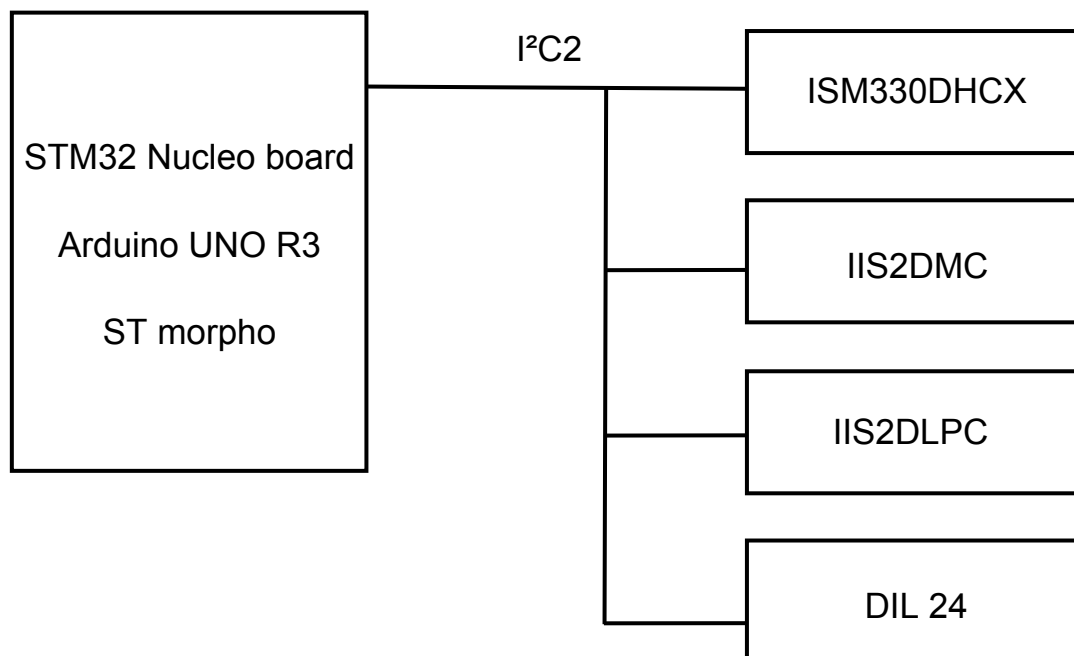 STM32 Nucleo board
Arduino UNO R3
ST morpho
I²C2
ISM330DHCX
IIS2DMC
IIS2DLPC
DIL 24